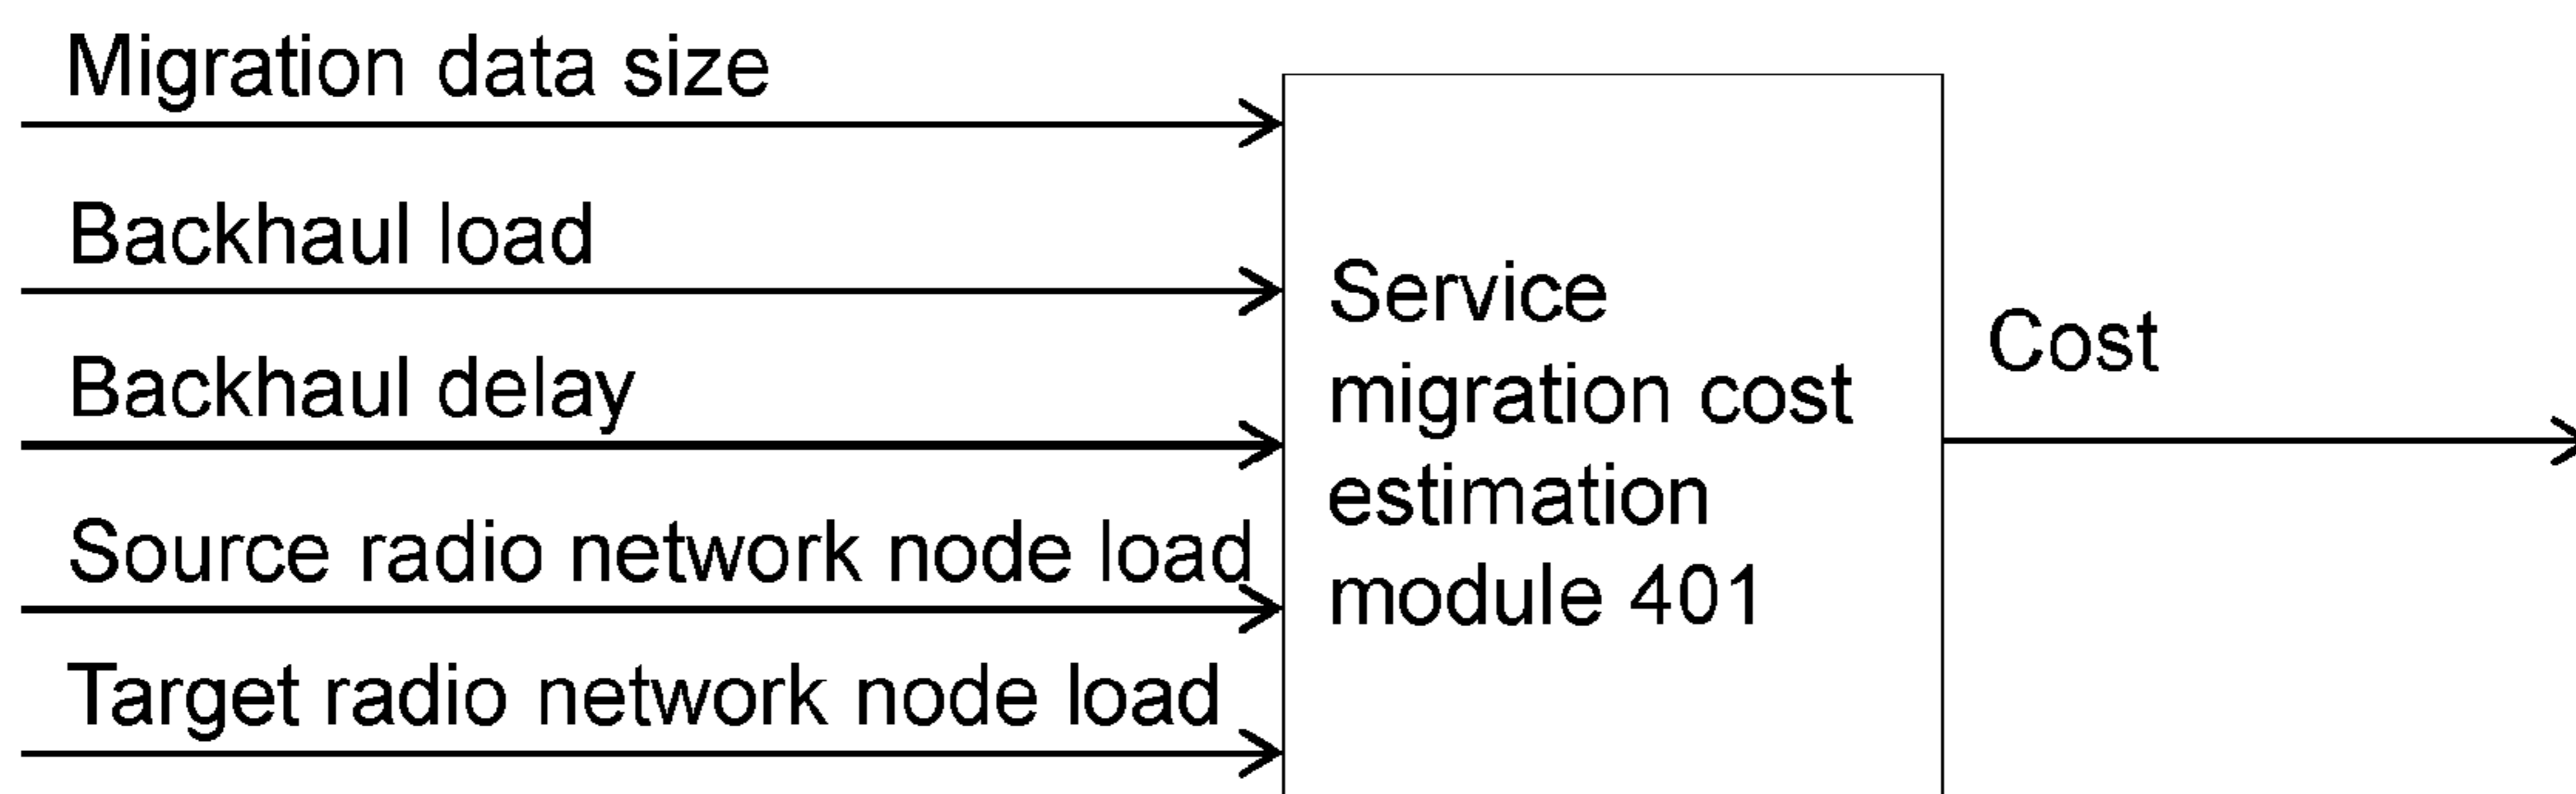 Migration data size
Backhaul load
Backhaul delay
Source radio network node load
Target radio network node load
Service
migration cost
estimation
module 401
Cost